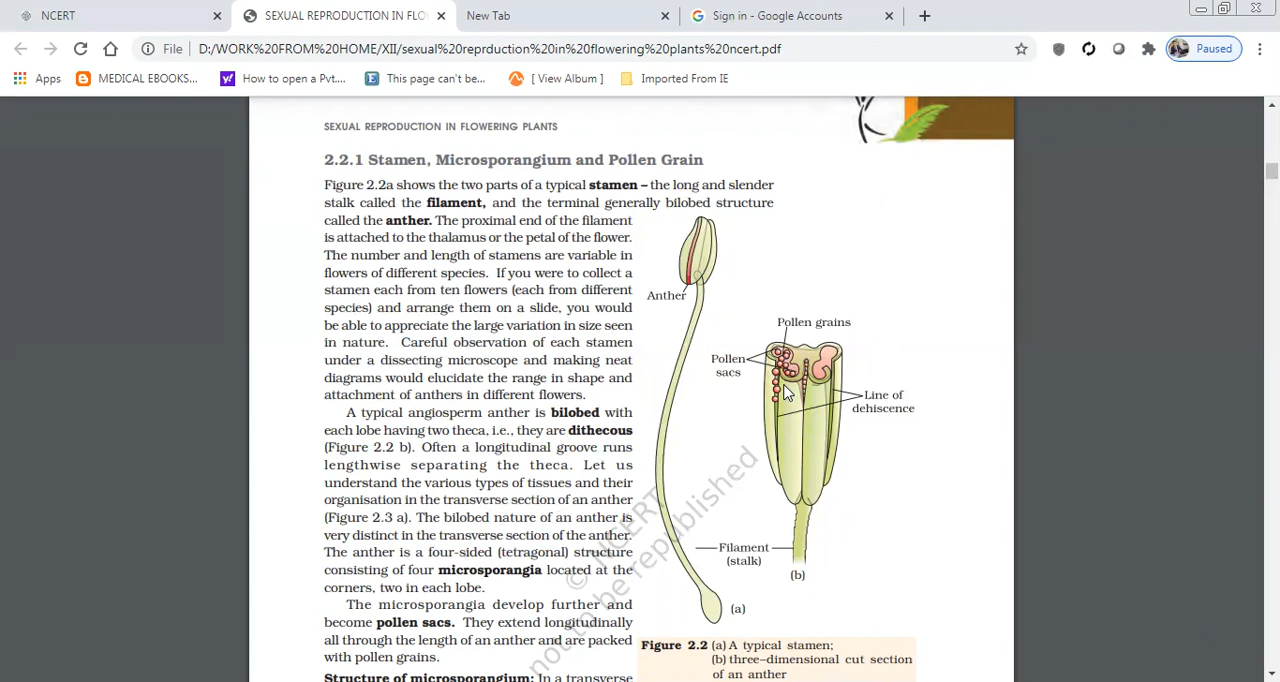 NCERT
SEXUAL REPRODUCTION IN FLO
New Tab
Sign in - Google Accounts
File
D:/WORK%20FROM%20HOME/XII/sexual%20reprduction%20in%20flowering%20plants%20ncert.pdf
Paused
Apps
MEDICAL EBOOKS...
How to open a Pvt....
This page can't be...
[ View Album ]
Imported From IE
SEXUAL REPRODUCTION IN FLOWERING PLANTS
2.2.1 Stamen, Microsporangium and Pollen Grain
Figure 2.2a shows the two parts of a typical stamen – the long and slender
stalk called the filament, and the terminal generally bilobed structure
called the anther. The proximal end of the filament
is attached to the thalamus or the petal of the flower.
The number and length of stamens are variable in
flowers of different species. If you were to collect a
stamen each from ten flowers (each from different
species) and arrange them on a slide, you would
be able to appreciate the large variation in size seen
in nature. Careful observation of each stamen
under a dissecting microscope and making neat
diagrams would elucidate the range in shape and
attachment of anthers in different flowers.
A typical angiosperm anther is bilobed with
each lobe having two theca, i.e., they are dithecous
(Figure 2.2 b). Often a longitudinal groove runs
lengthwise separating the theca. Let us
understand the various types of tissues and their
organisation in the transverse section of an anther
(Figure 2.3 a). The bilobed nature of an anther is
very distinct in the transverse section of the anther.
The anther is a four-sided (tetragonal) structure
consisting of four microsporangia located at the
corners, two in each lobe.
The microsporangia develop further and
become pollen sacs. They extend longitudinally
all through the length of an anther and are packed
with pollen grains.
Structure of microsporangium: In a transverse
Anther
Pollen grains
Pollen
sacs
Line of
dehiscence
Filament
(stalk)
(b)
(a)
© NCERT
not to be republished
Figure 2.2 (a) A typical stamen;
(b) three–dimensional cut section
of an anther